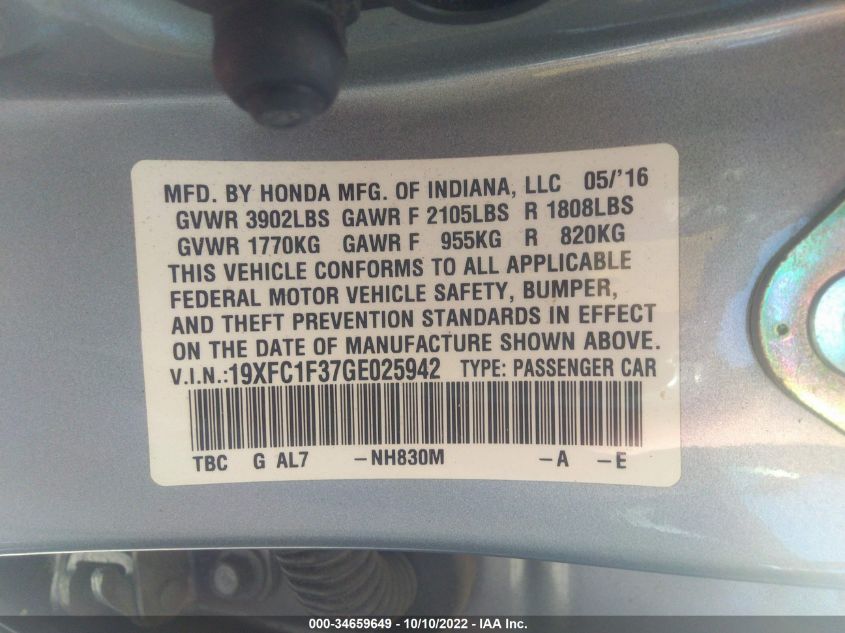 MFD. BY HONDA MFG. OF INDIANA, LLC 05/'16
GVWR 3902LBS GAWR F 2105LBS R 1808LBS
GVWR 1770KG GAWR F 955KG R 820KG
THIS VEHICLE CONFORMS TO ALL APPLICABLE
FEDERAL MOTOR VEHICLE SAFETY, BUMPER,
AND THEFT PREVENTION STANDARDS IN EFFECT
ON THE DATE OF MANUFACTURE SHOWN ABOVE.
V.I.N.:19XFC1F37GE025942 TYPE: PASSENGER CAR
TBC G AL7 -NH830M -A -E
000-34659649 - 10/10/2022 - IAA Inc.